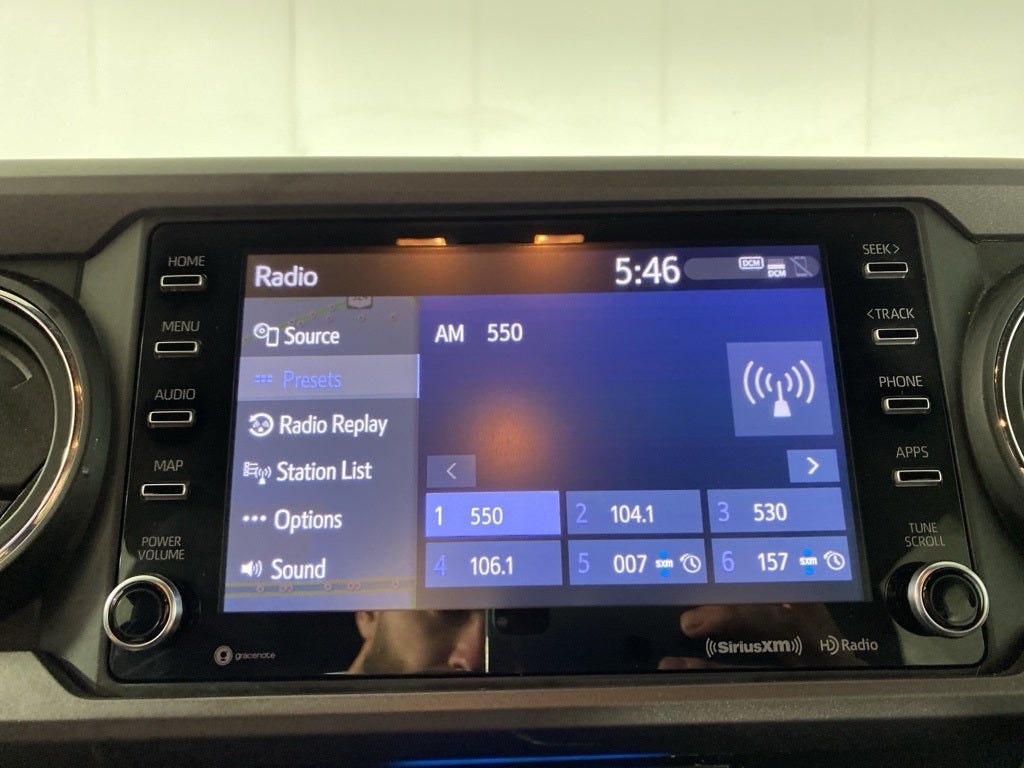 HOME
MENU
AUDIO
MAP
POWER
VOLUME
Radio
5:46
DCM
DCM
Source
Presets
Radio Replay
Station List
Options
Sound
AM 550
<
>
1 550
2 104.1
3 530
4 106.1
5 007 sxm
6 157 sxm
SEEK >
< TRACK
PHONE
APPS
TUNE
SCROLL
gracenote
((SiriusXM))
HD Radio